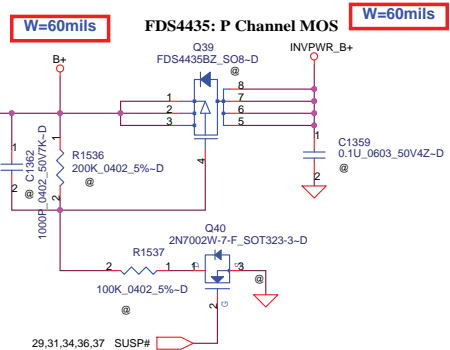 W=60mils
FDS4435: P Channel MOS
W=60mils
B+
Q39
FDS4435BZ_SO8~D
@
INVPWR_B+
1
2
3
8
7
6
5
4
1
C1362
1000P_0402_50V7K~D
2
@
1
R1536
200K_0402_5%~D
@
2
1
C1359
0.1U_0603_50V4Z~D
@
2
Q40
2N7002W-7-F_SOT323-3~D
R1537
2
1
1
D
S
3
100K_0402_5%~D
@
@
2
G
29,31,34,36,37 SUSP#